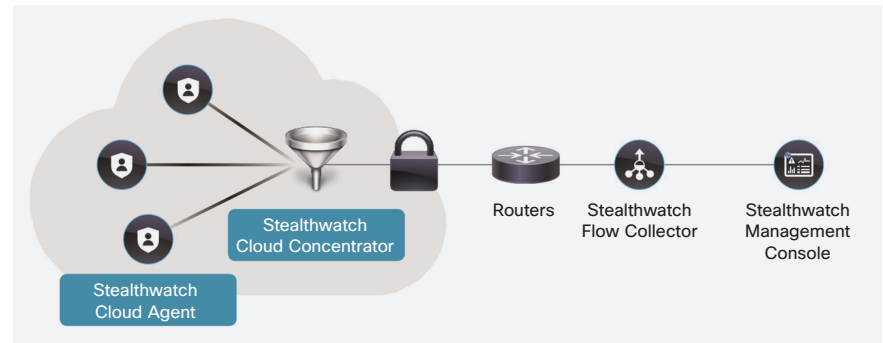 Stealthwatch
Cloud Concentrator
Stealthwatch
Cloud Agent
Routers
Stealthwatch
Flow Collector
Stealthwatch
Management
Console